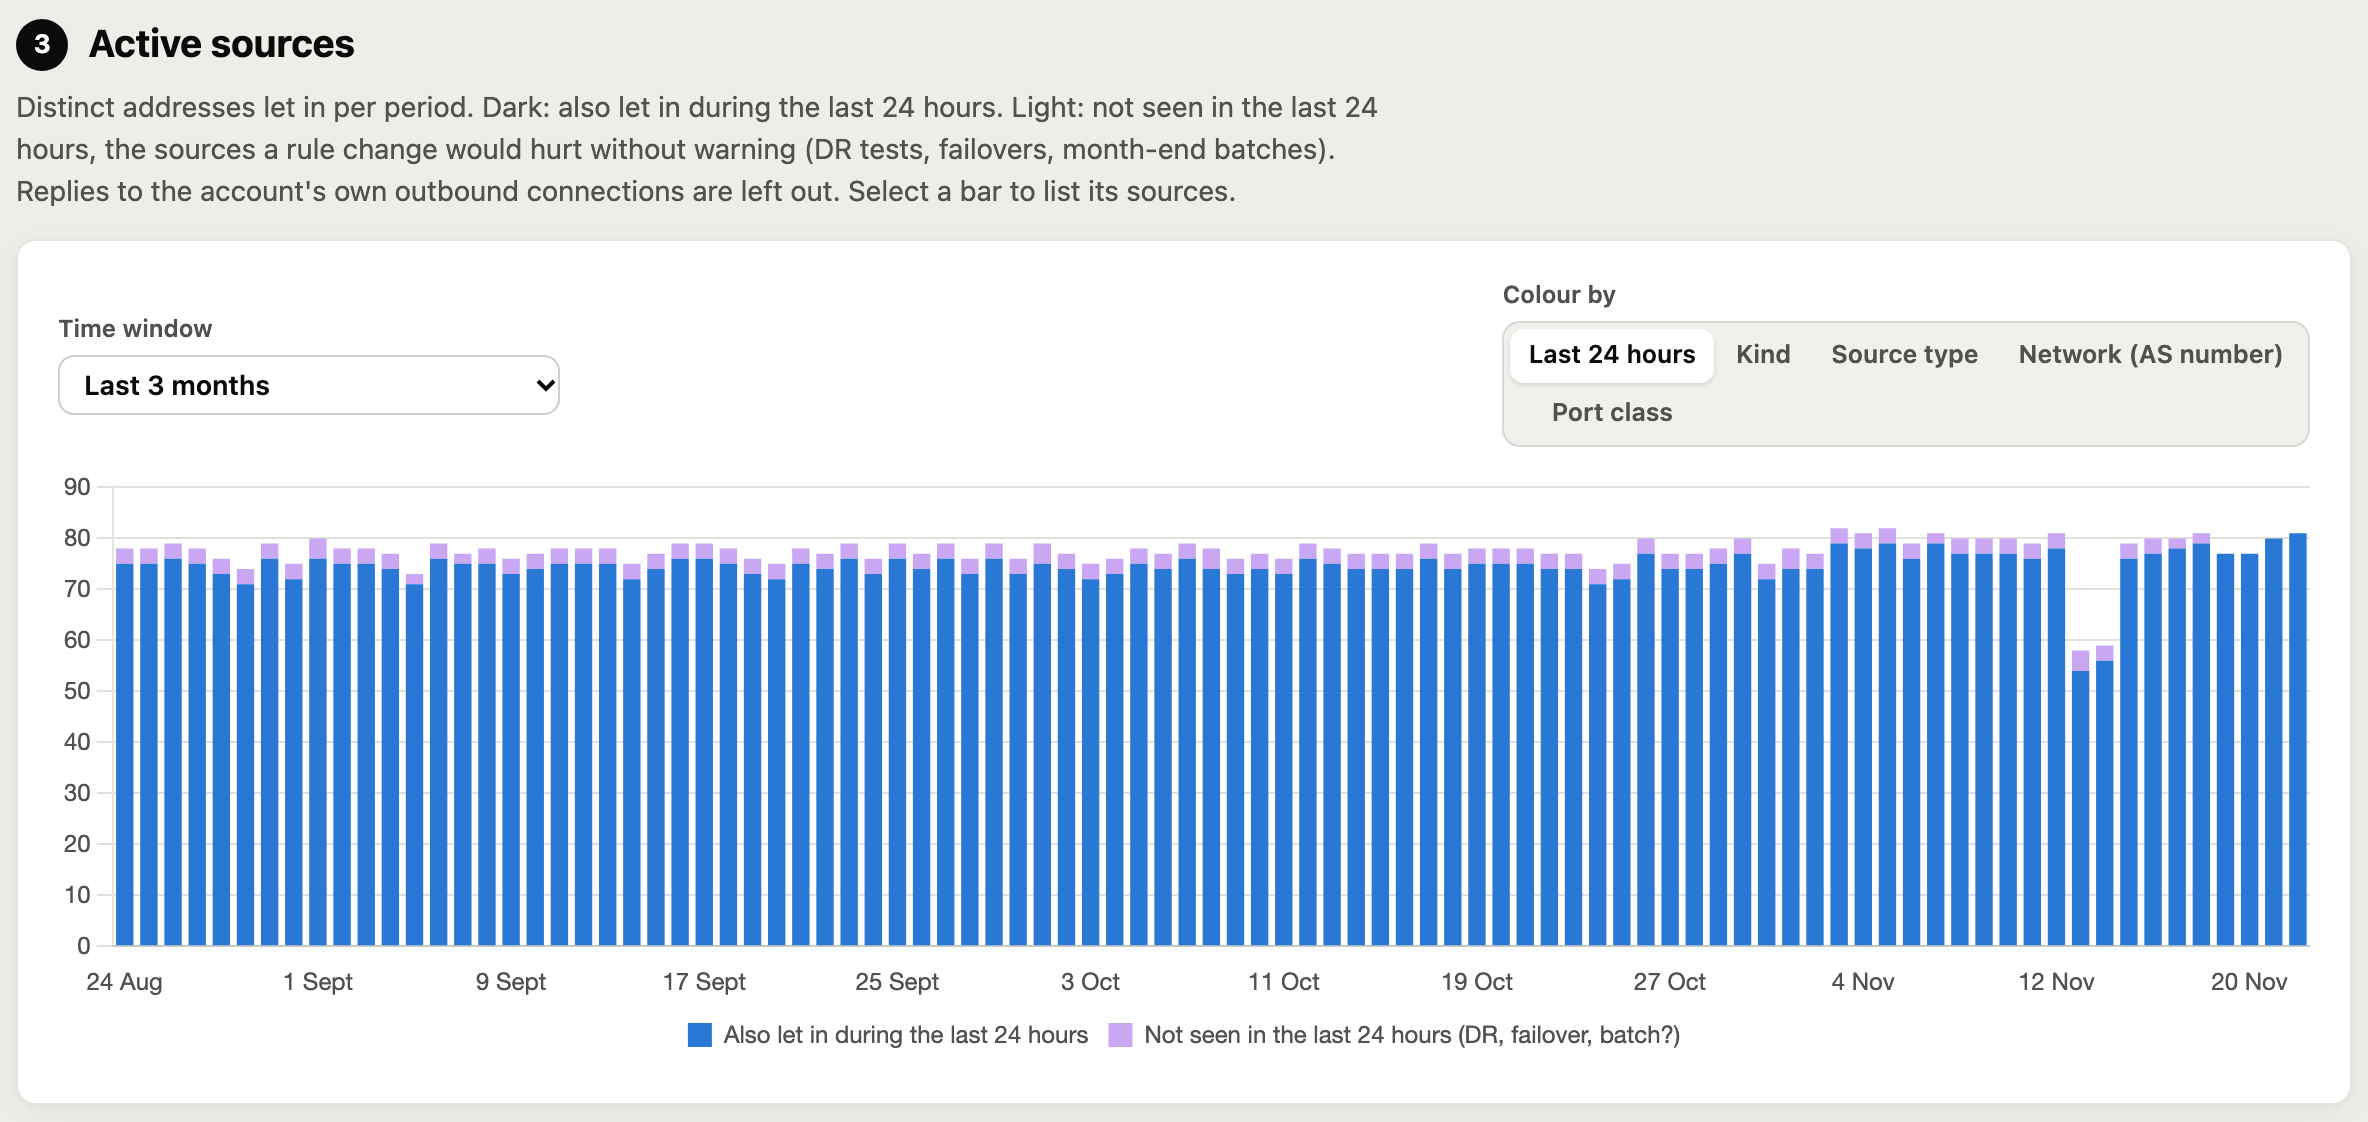 3 Active sources
Distinct addresses let in per period. Dark: also let in during the last 24 hours. Light: not seen in the last 24
hours, the sources a rule change would hurt without warning (DR tests, failovers, month-end batches).
Replies to the account's own outbound connections are left out. Select a bar to list its sources.
Time window
Last 3 months
Colour by
Last 24 hours Kind Source type Network (AS number)
Port class
90
80
70
60
50
40
30
20
10
0
24 Aug 1 Sept 9 Sept 17 Sept 25 Sept 3 Oct 11 Oct 19 Oct 27 Oct 4 Nov 12 Nov 20 Nov
Also let in during the last 24 hours Not seen in the last 24 hours (DR, failover, batch?)